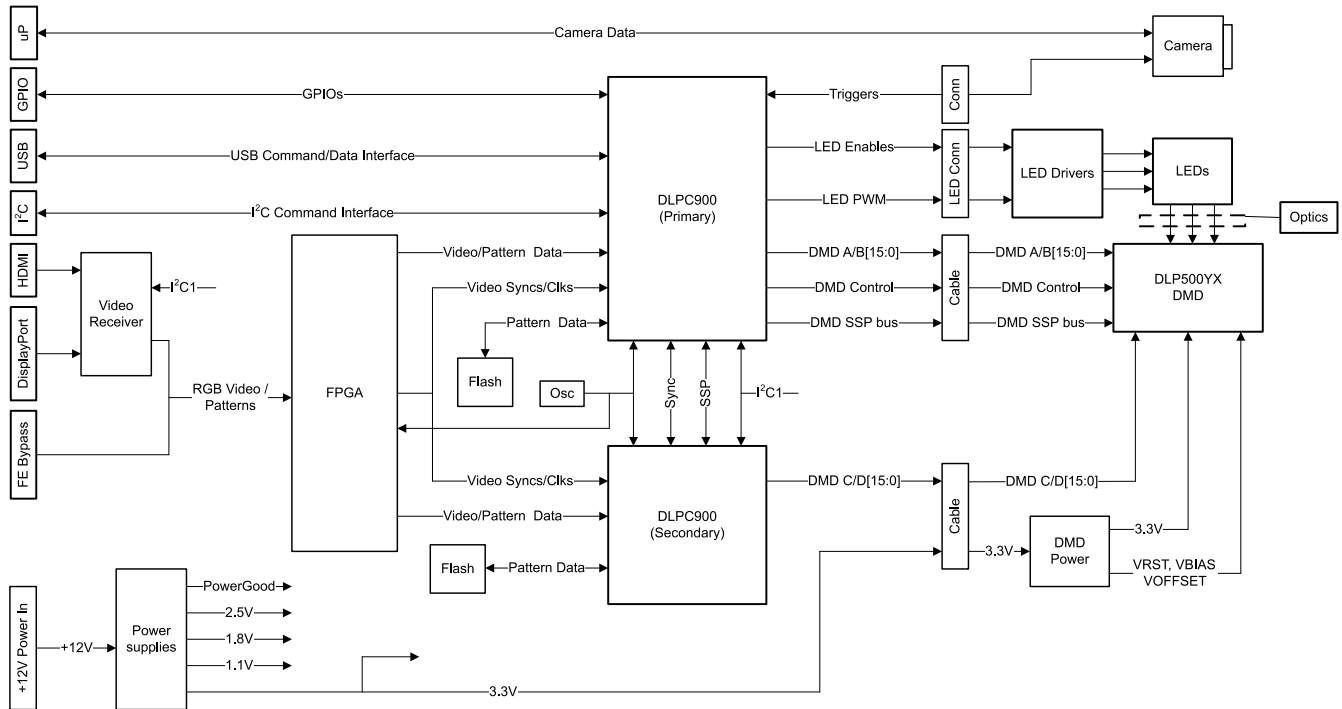 uP
Camera Data
Camera
GPIO
GPIOs
Triggers
Conn
USB
USB Command/Data Interface
LED Enables
LED Conn
LED Drivers
LEDs
DLPC900
(Primary)
I²C
I²C Command Interface
LED PWM
Optics
HDMI
Video
Receiver
I²C1
Video/Pattern Data
DMD A/B[15:0]
Cable
DMD A/B[15:0]
DLP500YX
DMD
Video Syncs/Clks
DMD Control
DMD Control
DisplayPort
Pattern Data
DMD SSP bus
DMD SSP bus
Flash
RGB Video /
Patterns
FPGA
Osc
Sync
SSP
I²C1
FE Bypass
Video Syncs/Clks
DMD C/D[15:0]
Cable
DMD C/D[15:0]
Video/Pattern Data
DLPC900
(Secondary)
3.3V
DMD
Power
3.3V
Flash
Pattern Data
VRST, VBIAS
VOFFSET
+12V Power In
+12V
Power
supplies
PowerGood
2.5V
1.8V
1.1V
3.3V